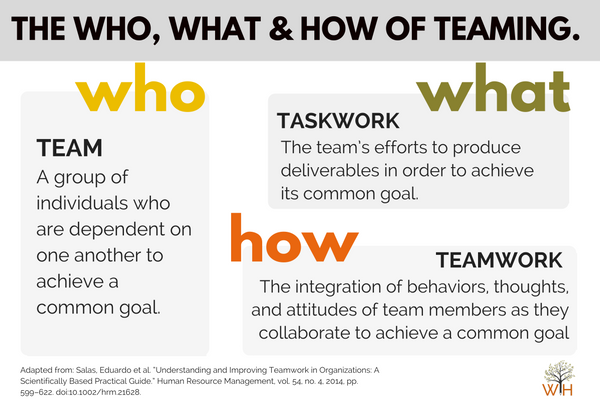 THE WHO, WHAT & HOW OF TEAMING.
who
TEAM
A group of
individuals who
are dependent on
one another to
achieve a
common goal.
what
TASKWORK
The team's efforts to produce
deliverables in order to achieve
its common goal.
how
TEAMWORK
The integration of behaviors, thoughts,
and attitudes of team members as they
collaborate to achieve a common goal
Adapted from: Salas, Eduardo et al. "Understanding and Improving Teamwork in Organizations: A
Scientifically Based Practical Guide." Human Resource Management, vol. 54, no. 4, 2014, pp.
599–622. doi:10.1002/hrm.21628.
WTH